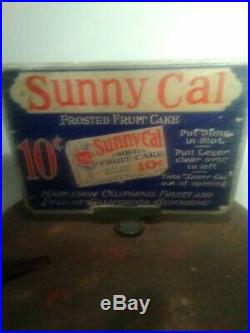 Sunny Cal
FROSTED FRUIT CAKE
10¢
PUT DIME
IN SLOT.
PULL LEVER
CLEAR OVER
TO LEFT
TAKE "SUNNY CAL"
OUT OF OPENING
Sunny Cal
FROSTED
FRUIT CAKE
10¢
MADE FROM CALIFORNIA FRUITS AND
FULL OF CALIFORNIA SUNSHINE